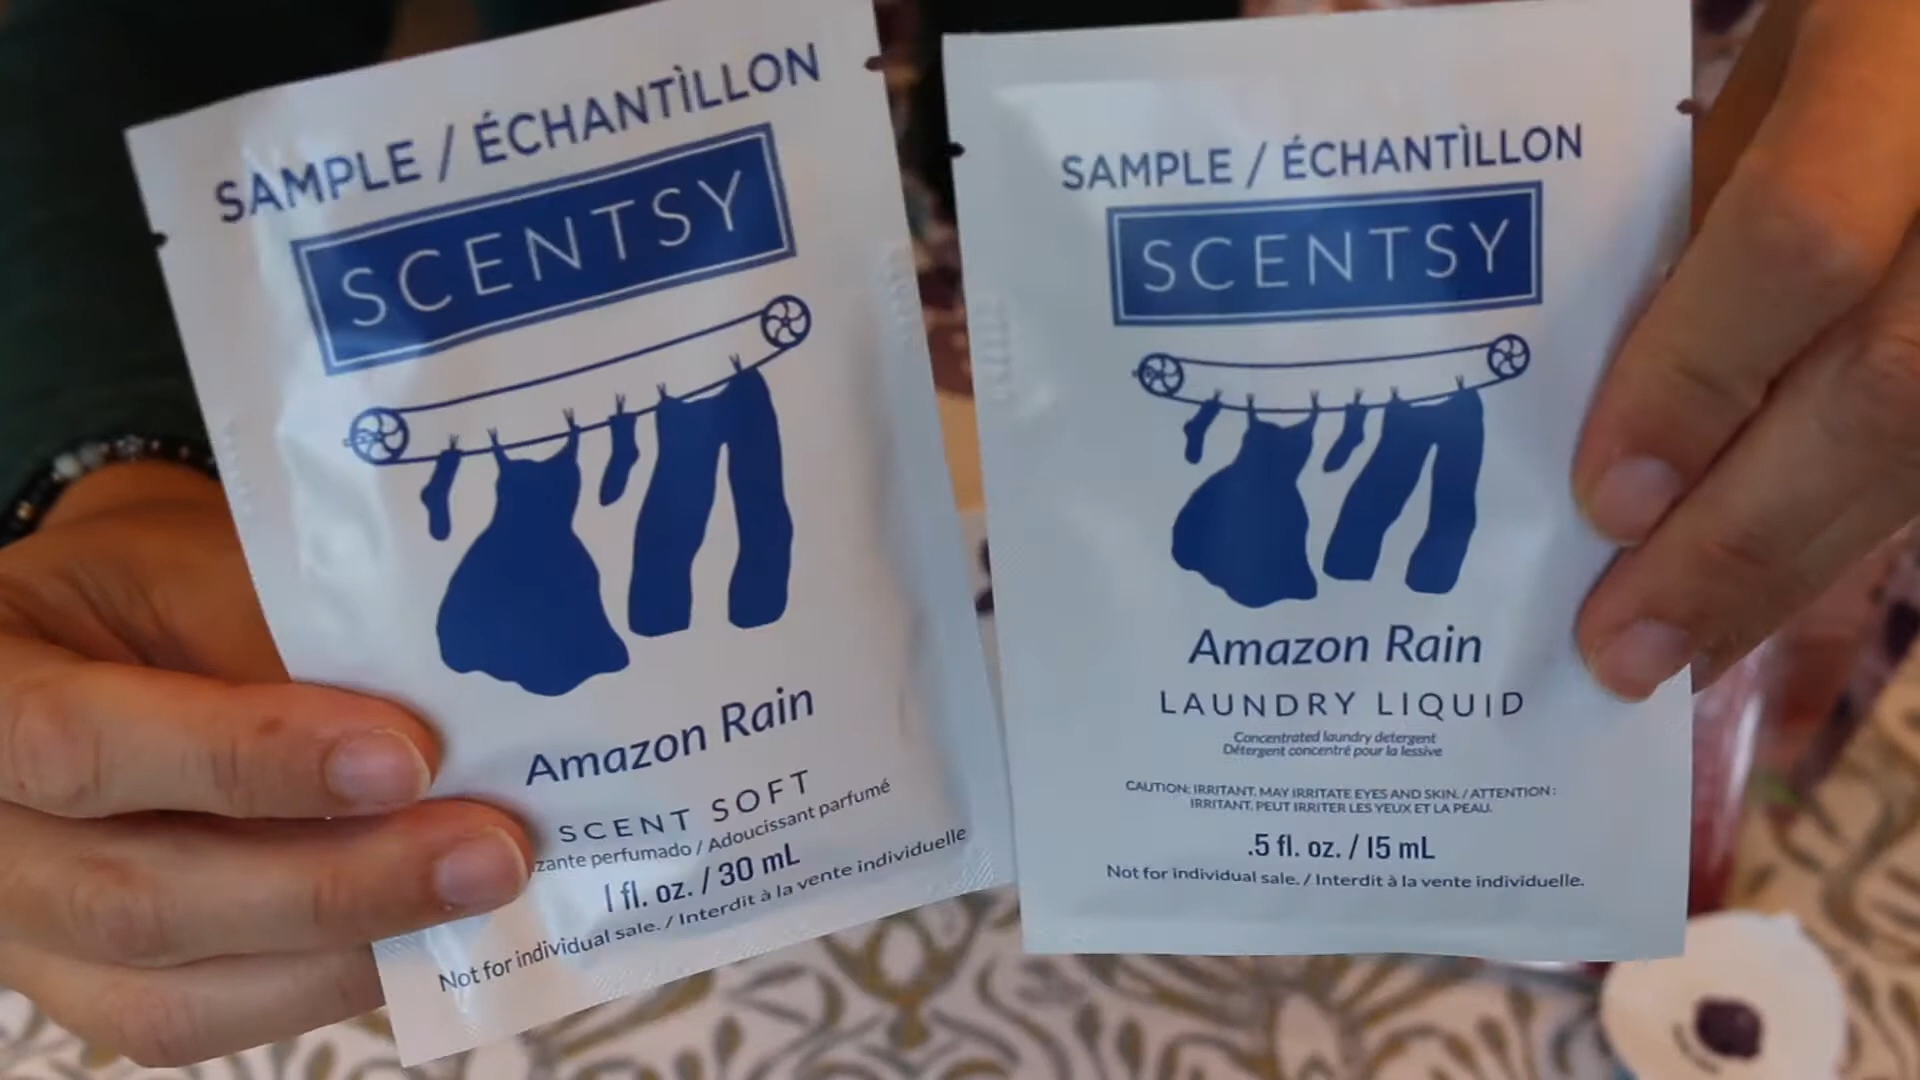 SAMPLE / ÉCHANTÌLLON
SCENTSY
Amazon Rain
SCENT SOFT
perfumado / Adoucissant parfumé
1 fl. oz. / 30 mL
Not for individual sale. / Interdit à la vente individuelle
SAMPLE / ÉCHANTÌLLON
SCENTSY
Amazon Rain
LAUNDRY LIQUID
Concentrated laundry detergent
Détergent concentré pour la lessive
CAUTION: IRRITANT. MAY IRRITATE EYES AND SKIN. / ATTENTION :
IRRITANT. PEUT IRRITER LES YEUX ET LA PEAU.
.5 fl. oz. / 15 mL
Not for individual sale. / Interdit à la vente individuelle.